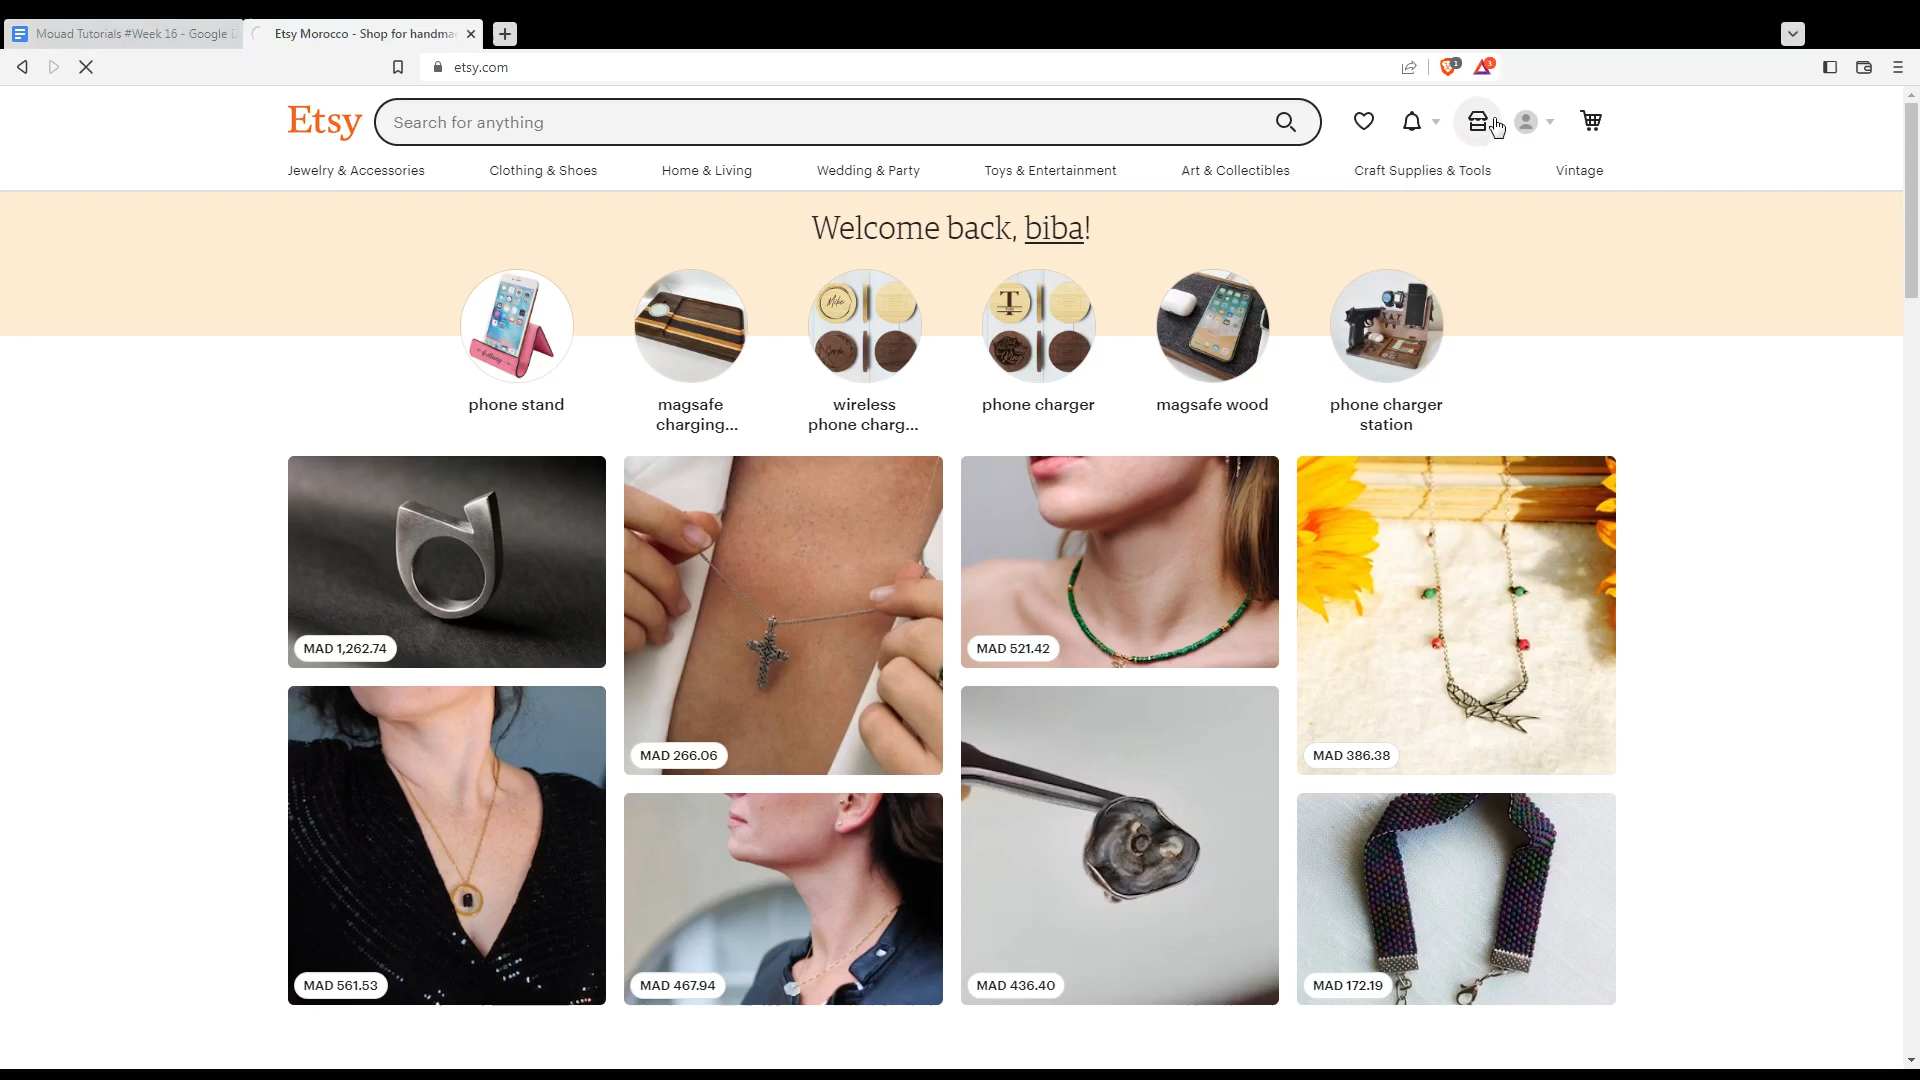 Mouad Tutorials #Week 16 - Google
Etsy Morocco - Shop for handma
etsy.com
1
3
Etsy
Search for anything
Jewelry & Accessories
Clothing & Shoes
Home & Living
Wedding & Party
Toys & Entertainment
Art & Collectibles
Craft Supplies & Tools
Vintage
Welcome back, biba!
phone stand
magsafe
charging...
wireless
phone charg...
phone charger
magsafe wood
phone charger
station
Mike
T
MAD 1,262.74
MAD 266.06
MAD 521.42
MAD 386.38
MAD 561.53
MAD 467.94
MAD 436.40
MAD 172.19